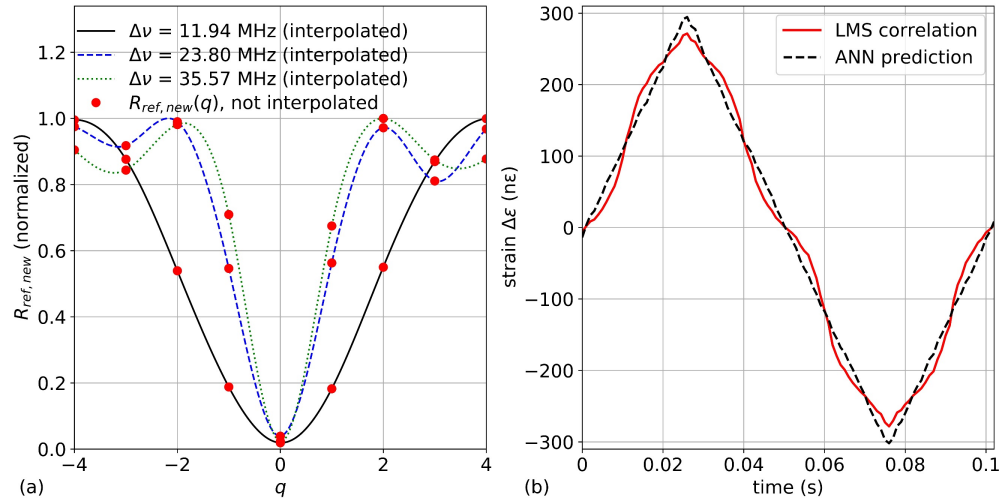 1.2
1.0
0.8
0.6
0.4
0.2
0.0
R_ref,new (normalized)
Δν = 11.94 MHz (interpolated)
Δν = 23.80 MHz (interpolated)
Δν = 35.57 MHz (interpolated)
R_ref,new(q), not interpolated
−4 −2 0 2 4
q
(a)
300
200
100
0
−100
−200
−300
strain Δε (nε)
LMS correlation
ANN prediction
0 0.02 0.04 0.06 0.08 0.1
time (s)
(b)